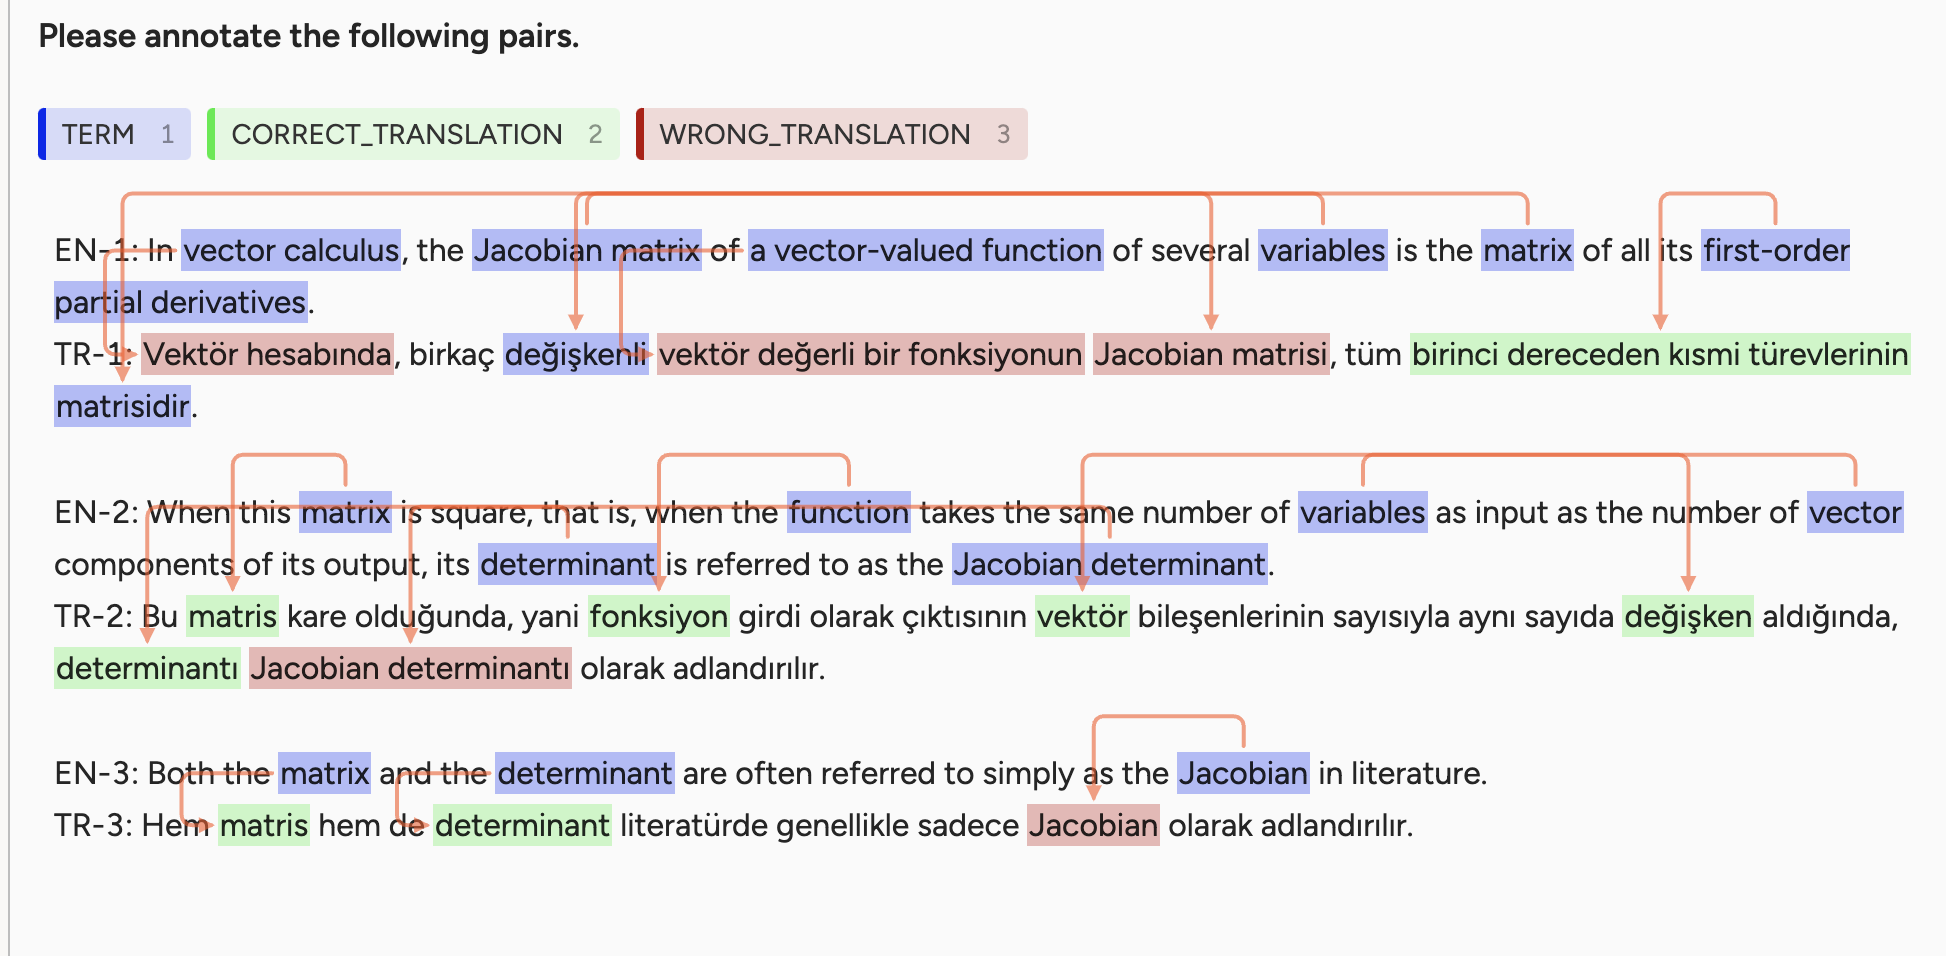 Please annotate the following pairs.
TERM 1 CORRECT_TRANSLATION 2 WRONG_TRANSLATION 3
EN-1: In vector calculus, the Jacobian matrix of a vector-valued function of several variables is the matrix of all its first-order
partial derivatives.
TR-1: Vektör hesabında, birkaç değişkenli vektör değerli bir fonksiyonun Jacobian matrisi, tüm birinci dereceden kısmi türevlerinin
matrisidir.
EN-2: When this matrix is square, that is, when the function takes the same number of variables as input as the number of vector
components of its output, its determinant is referred to as the Jacobian determinant.
TR-2: Bu matris kare olduğunda, yani fonksiyon girdi olarak çıktısının vektör bileşenlerinin sayısıyla aynı sayıda değişken aldığında,
determinantı Jacobian determinantı olarak adlandırılır.
EN-3: Both the matrix and the determinant are often referred to simply as the Jacobian in literature.
TR-3: Hem matris hem de determinant literatürde genellikle sadece Jacobian olarak adlandırılır.